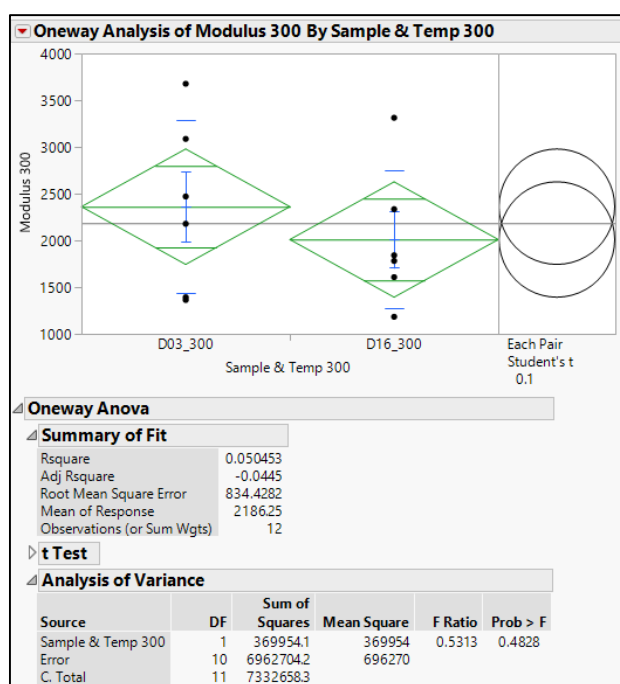 Oneway Analysis of Modulus 300 By Sample & Temp 300
4000
3500
3000
2500
2000
1500
1000
Modulus 300
D03_300
D16_300
Sample & Temp 300
Each Pair
Student's t
0.1
Oneway Anova
Summary of Fit
Rsquare 0.050453
Adj Rsquare -0.0445
Root Mean Square Error 834.4282
Mean of Response 2186.25
Observations (or Sum Wgts) 12
t Test
Analysis of Variance
Sum of
Source DF Squares Mean Square F Ratio Prob > F
Sample & Temp 300 1 369954.1 369954 0.5313 0.4828
Error 10 6962704.2 696270
C. Total 11 7332658.3